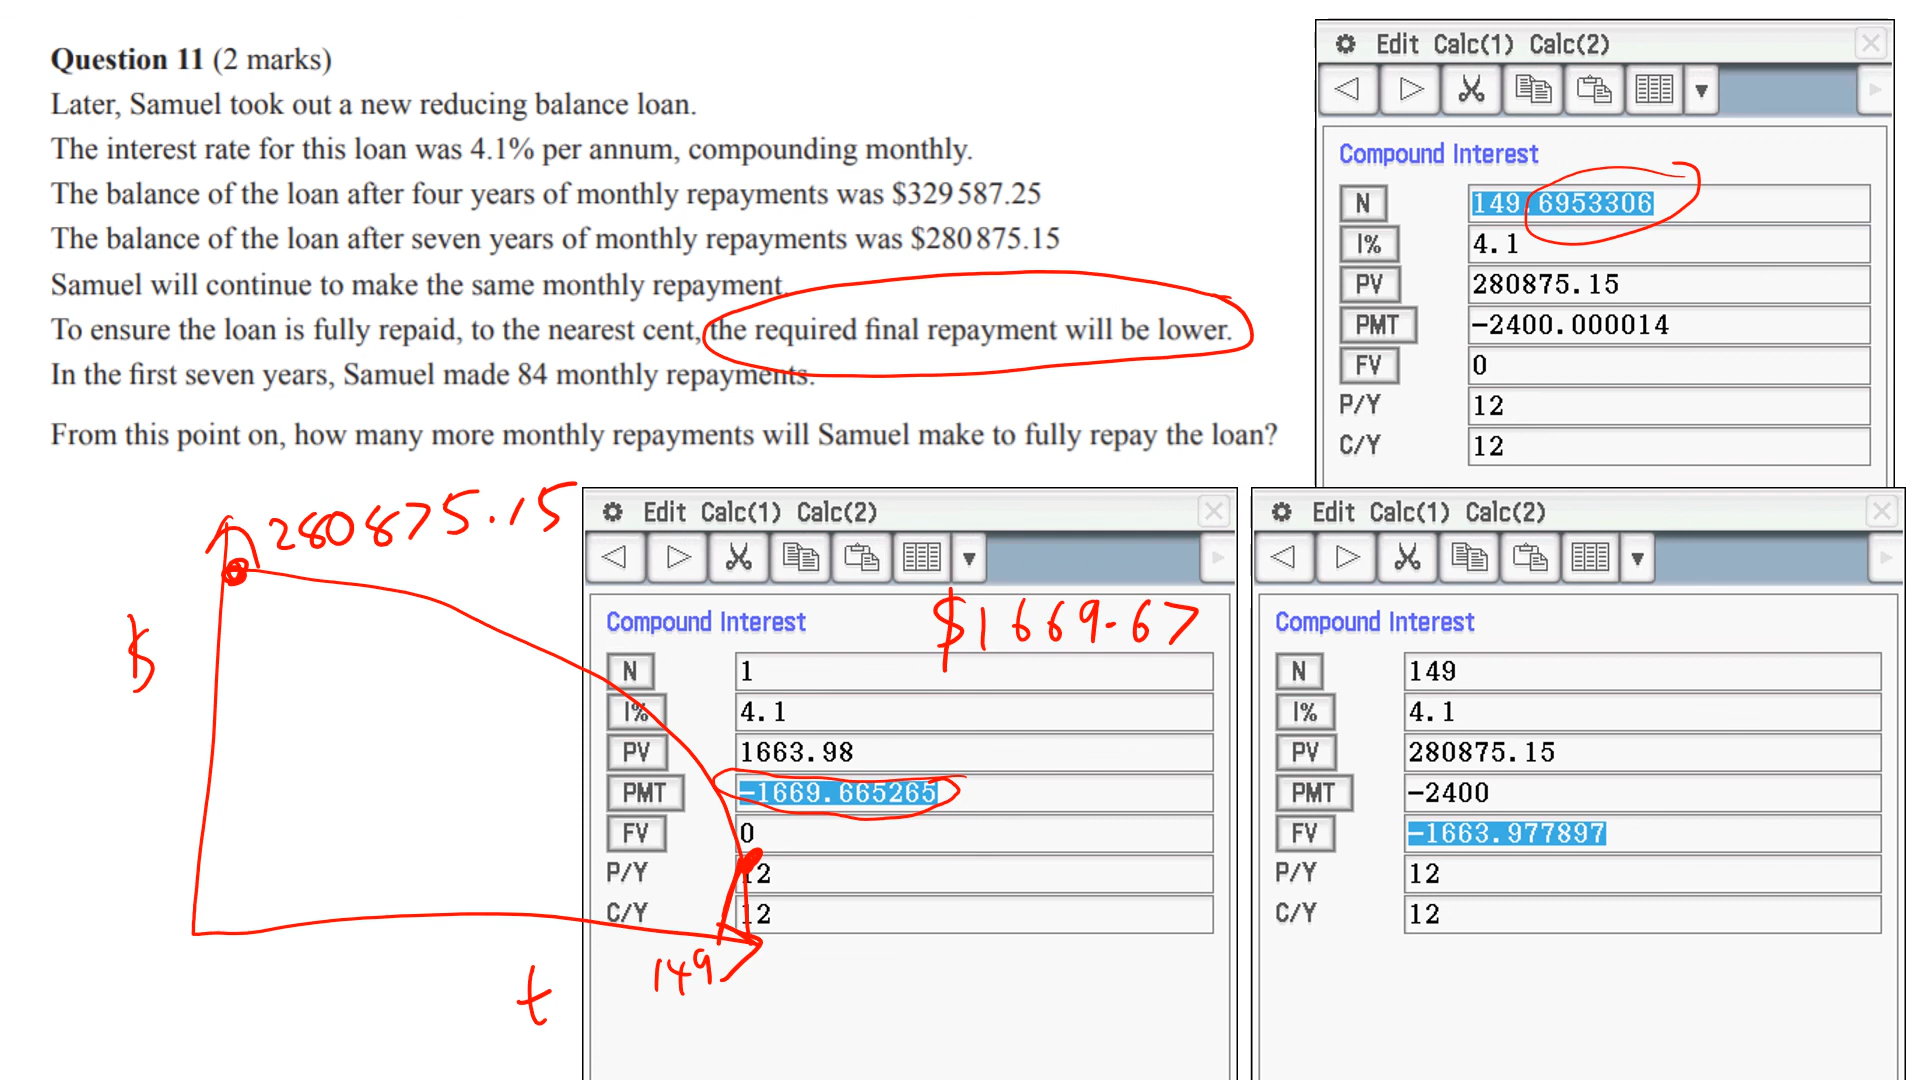 Question 11 (2 marks)
Later, Samuel took out a new reducing balance loan.
The interest rate for this loan was 4.1% per annum, compounding monthly.
The balance of the loan after four years of monthly repayments was $329 587.25
The balance of the loan after seven years of monthly repayments was $280 875.15
Samuel will continue to make the same monthly repayment.
To ensure the loan is fully repaid, to the nearest cent, the required final repayment will be lower.
In the first seven years, Samuel made 84 monthly repayments.
From this point on, how many more monthly repayments will Samuel make to fully repay the loan?
Edit Calc(1) Calc(2)
Compound Interest
N 149.6953306
I% 4.1
PV 280875.15
PMT -2400.000014
FV 0
P/Y 12
C/Y 12
280875.15
$
t
149
Edit Calc(1) Calc(2)
Compound Interest
$1669.67
N 1
I% 4.1
PV 1663.98
PMT -1669.665265
FV 0
P/Y 12
C/Y 12
Edit Calc(1) Calc(2)
Compound Interest
N 149
I% 4.1
PV 280875.15
PMT -2400
FV -1663.977897
P/Y 12
C/Y 12